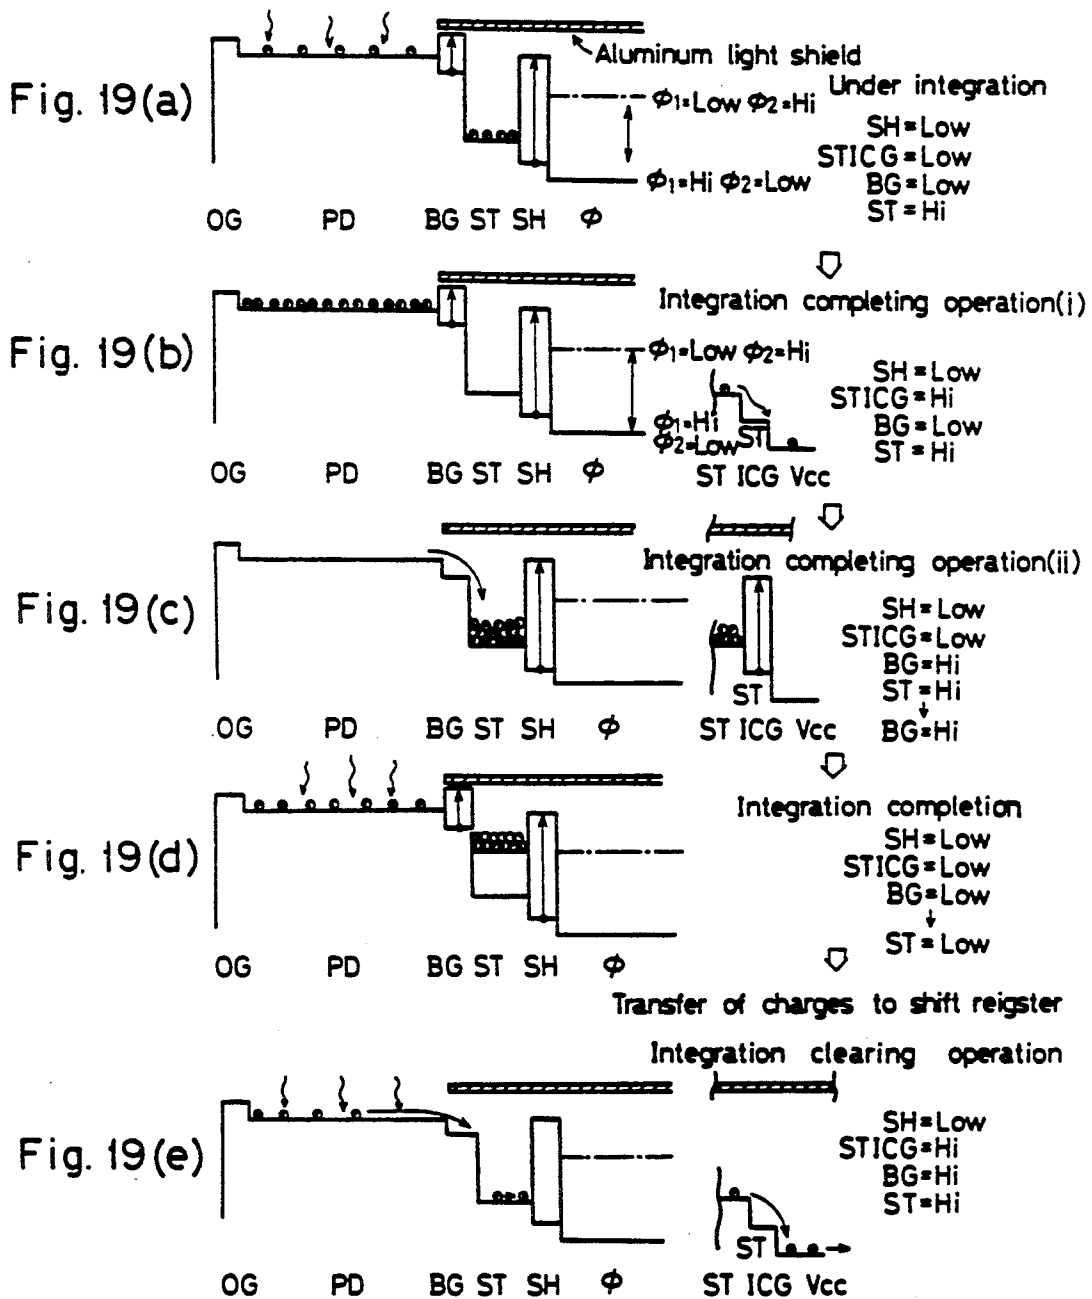 Fig. 19(a)
Aluminum light shield
Under integration
ϕ1=Low ϕ2=Hi
ϕ1=Hi ϕ2=Low
SH=Low
STICG=Low
BG=Low
ST=Hi
OG PD BG ST SH ϕ
Fig. 19(b)
Integration completing operation(i)
ϕ1=Low ϕ2=Hi
ϕ1=Hi
ϕ2=Low
ST
SH=Low
STICG=Hi
BG=Low
ST=Hi
OG PD BG ST SH ϕ
ST ICG Vcc
Fig. 19(c)
Integration completing operation(ii)
SH=Low
STICG=Low
BG=Hi
ST=Hi
↓
BG=Hi
ST
OG PD BG ST SH ϕ
ST ICG Vcc
Fig. 19(d)
Integration completion
SH=Low
STICG=Low
BG=Low
↓
ST=Low
OG PD BG ST SH ϕ
Transfer of charges to shift reigster
Integration clearing operation
Fig. 19(e)
SH=Low
STICG=Hi
BG=Hi
ST=Hi
ST
OG PD BG ST SH ϕ
ST ICG Vcc